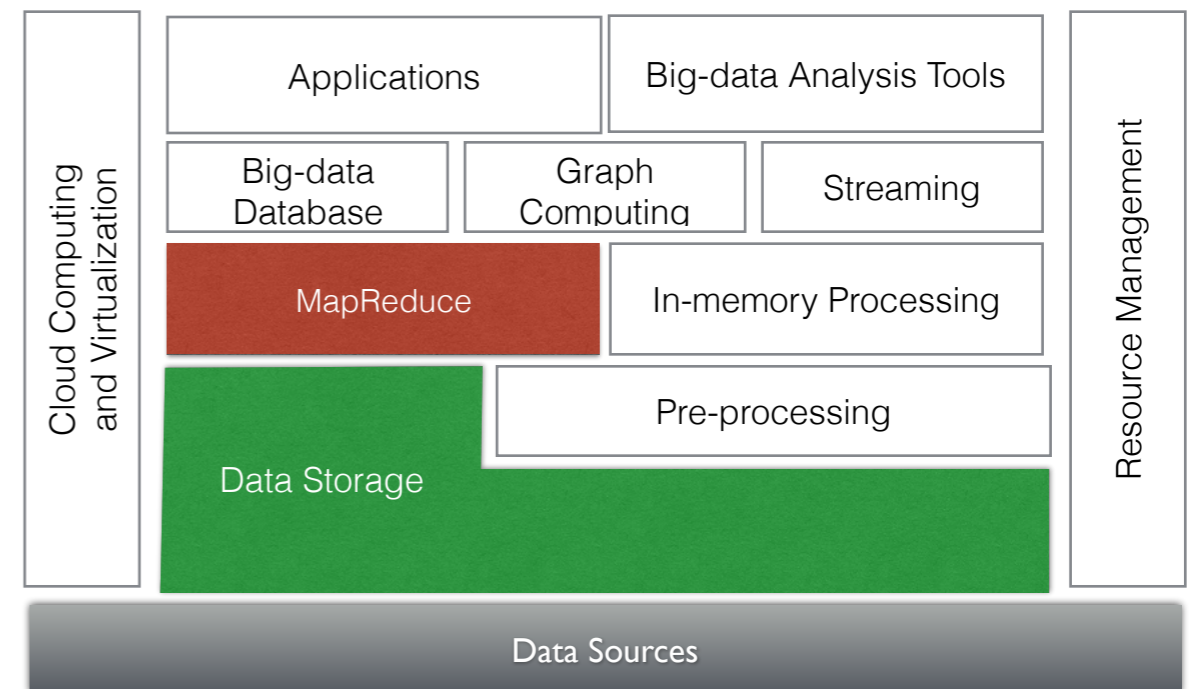 Cloud Computing
and Virtualization
Applications
Big-data Analysis Tools
Big-data
Database
Graph
Computing
Streaming
MapReduce
In-memory Processing
Pre-processing
Data Storage
Resource Management
Data Sources